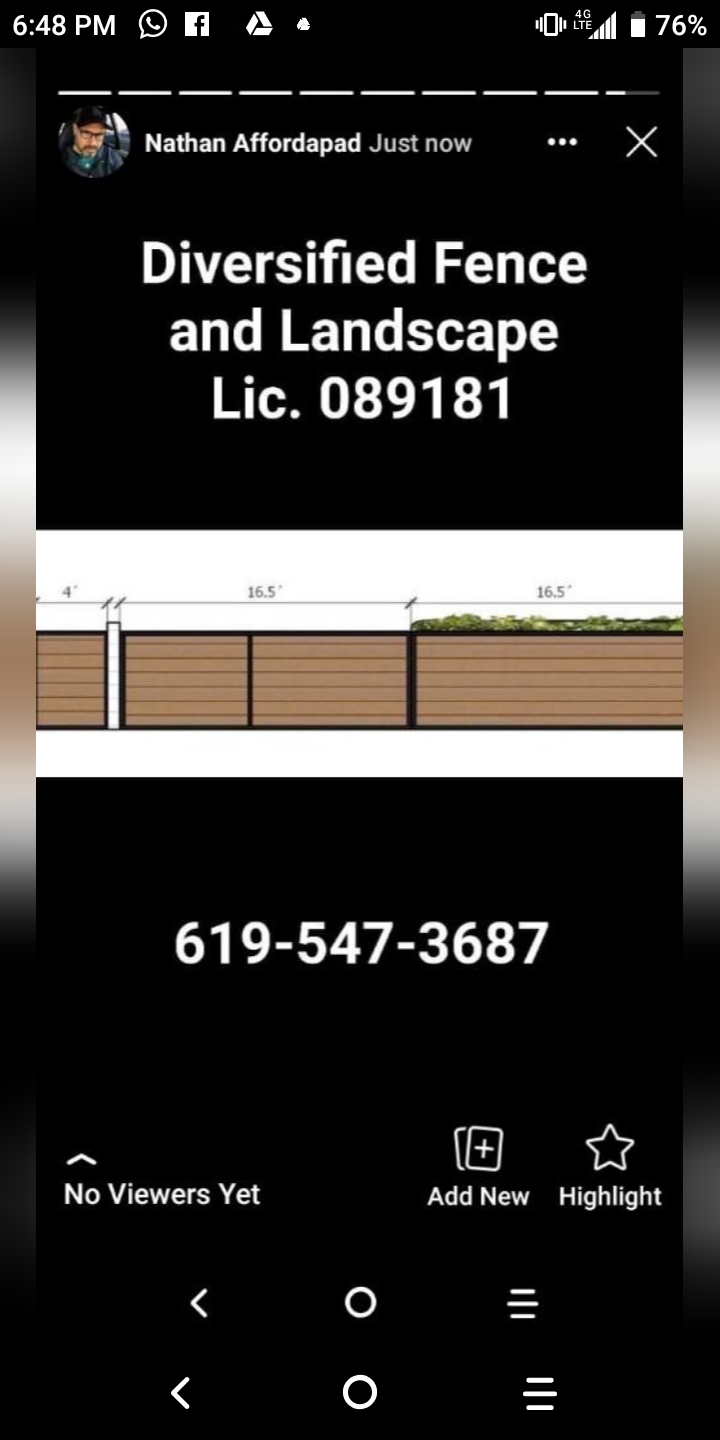 6:48 PM 4G LTE 76%
Nathan Affordapad Just now
Diversified Fence
and Landscape
Lic. 089181
4´ 16.5´ 16.5´
619-547-3687
No Viewers Yet Add New Highlight